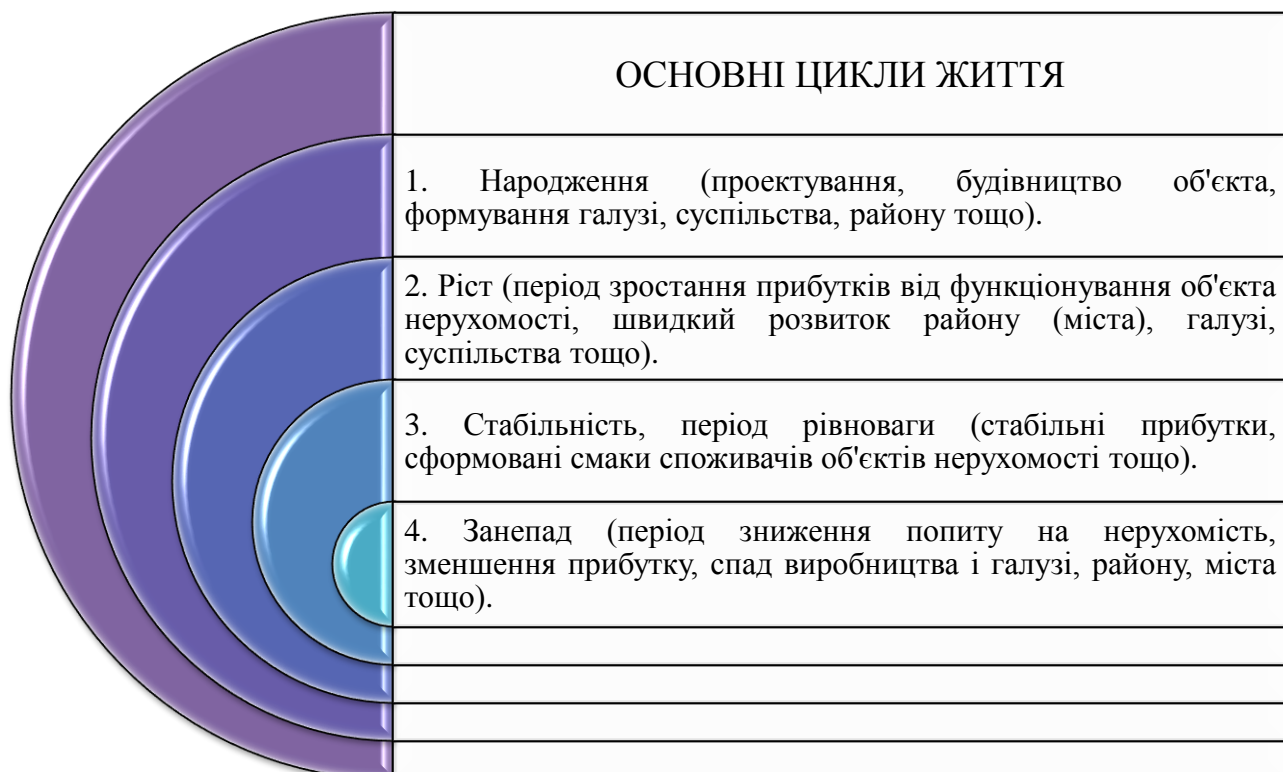 ОСНОВНІ ЦИКЛИ ЖИТТЯ
1. Народження (проектування, будівництво об'єкта,
формування галузі, суспільства, району тощо).
2. Ріст (період зростання прибутків від функціонування об'єкта
нерухомості, швидкий розвиток району (міста), галузі,
суспільства тощо).
3. Стабільність, період рівноваги (стабільні прибутки,
сформовані смаки споживачів об'єктів нерухомості тощо).
4. Занепад (період зниження попиту на нерухомість,
зменшення прибутку, спад виробництва і галузі, району, міста
тощо).